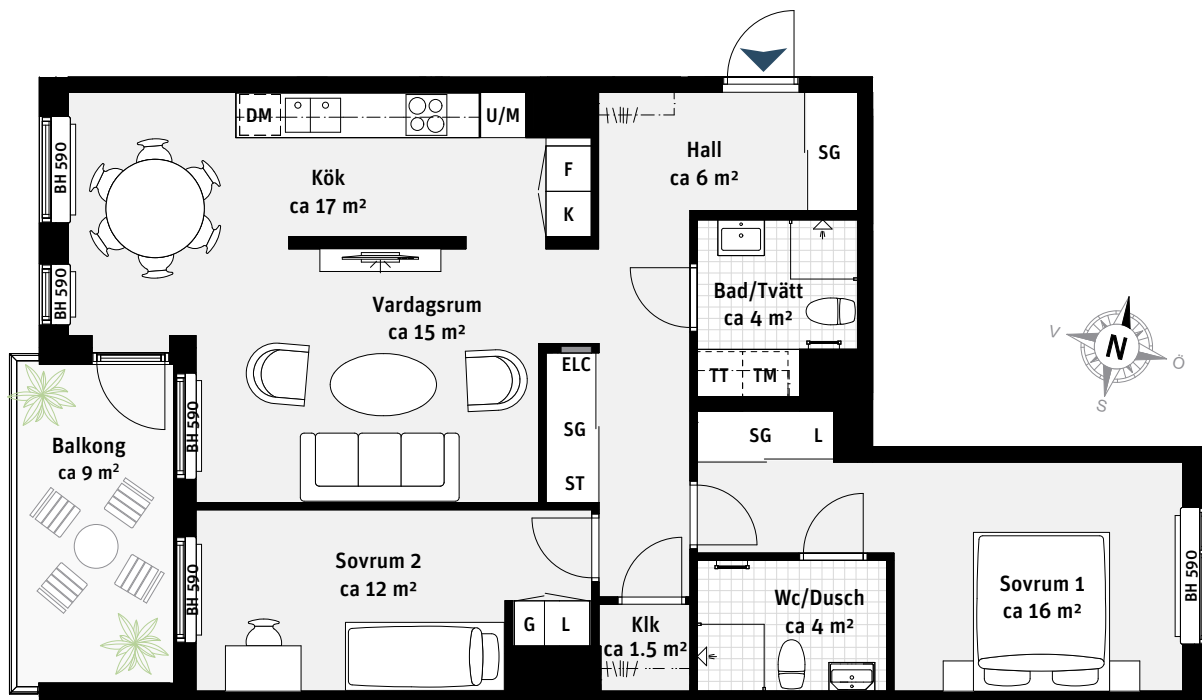 DM
U/M
Hall
ca 6 m²
SG
BH 590
Kök
ca 17 m²
F
K
BH 590
Vardagsrum
ca 15 m²
Bad/Tvätt
ca 4 m²
N
V
Ö
S
ELC
TT
TM
BH 590
SG
SG
L
Balkong
ca 9 m²
ST
Sovrum 2
ca 12 m²
BH 590
Sovrum 1
ca 16 m²
BH 590
Wc/Dusch
ca 4 m²
G
L
Klk
ca 1.5 m²